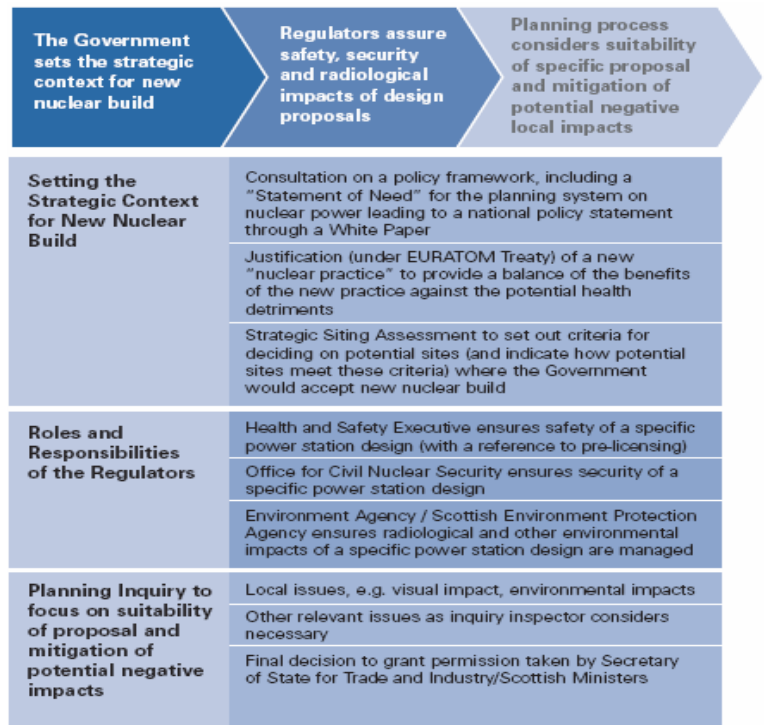 The Government
sets the strategic
context for new
nuclear build
Regulators assure
safety, security
and radiological
impacts of design
proposals
Planning process
considers suitability
of specific proposal
and mitigation of
potential negative
local impacts
Setting the
Strategic Context
for New Nuclear
Build
Consultation on a policy framework, including a
"Statement of Need" for the planning system on
nuclear power leading to a national policy statement
through a White Paper
Justification (under EURATOM Treaty) of a new
"nuclear practice" to provide a balance of the benefits
of the new practice against the potential health
detriments
Strategic Siting Assessment to set out criteria for
deciding on potential sites (and indicate how potential
sites meet these criteria) where the Government
would accept new nuclear build
Roles and
Responsibilities
of the Regulators
Health and Safety Executive ensures safety of a specific
power station design (with a reference to pre-licensing)
Office for Civil Nuclear Security ensures security of a
specific power station design
Environment Agency / Scottish Environment Protection
Agency ensures radiological and other environmental
impacts of a specific power station design are managed
Planning Inquiry to
focus on suitability
of proposal and
mitigation of
potential negative
impacts
Local issues, e.g. visual impact, environmental impacts
Other relevant issues as inquiry inspector considers
necessary
Final decision to grant permission taken by Secretary
of State for Trade and Industry/Scottish Ministers